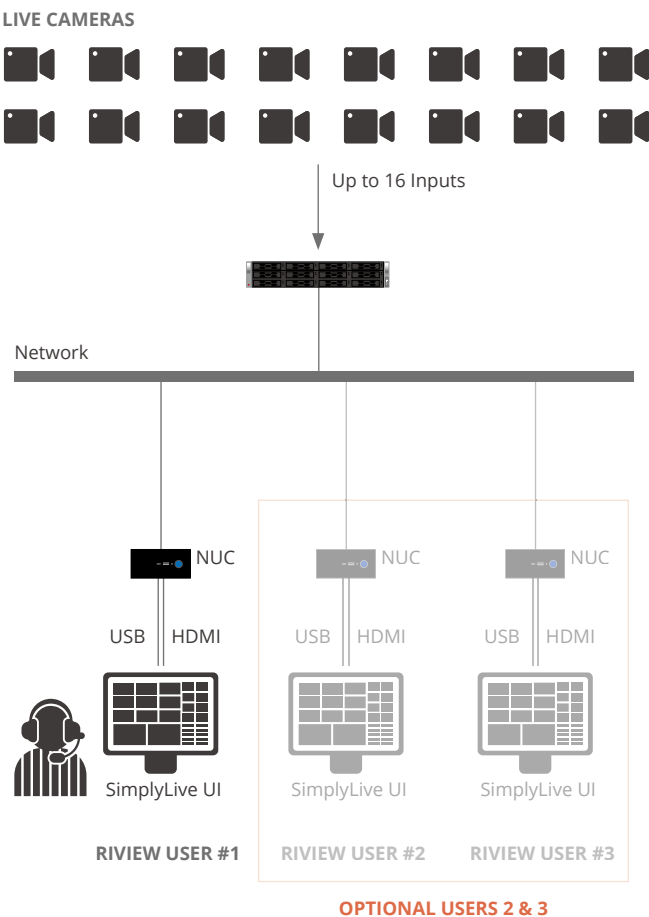 LIVE CAMERAS
Up to 16 Inputs
Network
NUC NUC NUC
USB HDMI USB HDMI USB HDMI
SimplyLive UI SimplyLive UI SimplyLive UI
RIVIEW USER #1 RIVIEW USER #2 RIVIEW USER #3
OPTIONAL USERS 2 & 3